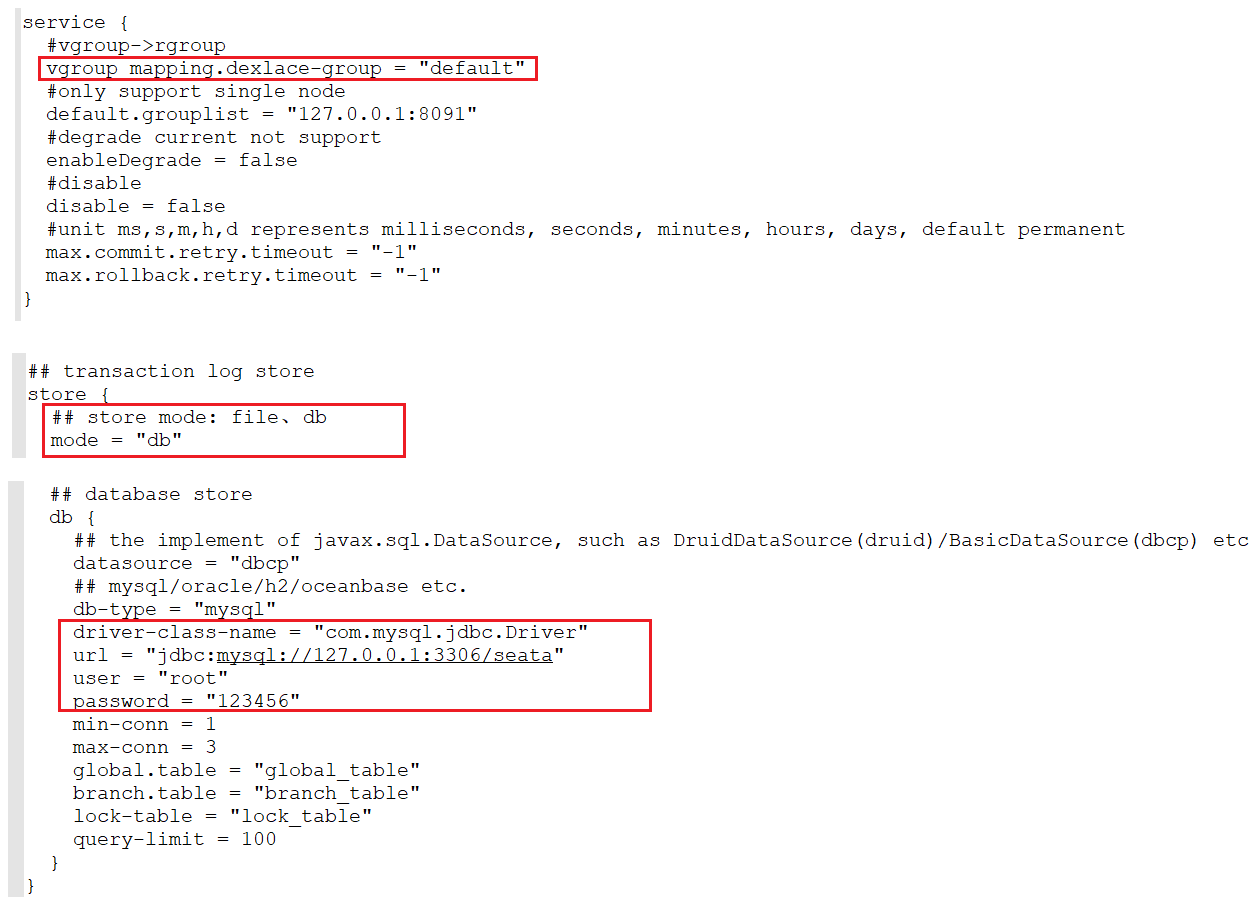 service {
#vgroup->rgroup
vgroup mapping.dexlace-group = "default"
#only support single node
default.grouplist = "127.0.0.1:8091"
#degrade current not support
enableDegrade = false
#disable
disable = false
#unit ms,s,m,h,d represents milliseconds, seconds, minutes, hours, days, default permanent
max.commit.retry.timeout = "-1"
max.rollback.retry.timeout = "-1"
}
## transaction log store
store {
## store mode: file、db
mode = "db"
## database store
db {
## the implement of javax.sql.DataSource, such as DruidDataSource(druid)/BasicDataSource(dbcp) etc
datasource = "dbcp"
## mysql/oracle/h2/oceanbase etc.
db-type = "mysql"
driver-class-name = "com.mysql.jdbc.Driver"
url = "jdbc:mysql://127.0.0.1:3306/seata"
user = "root"
password = "123456"
min-conn = 1
max-conn = 3
global.table = "global_table"
branch.table = "branch_table"
lock-table = "lock_table"
query-limit = 100
}
}